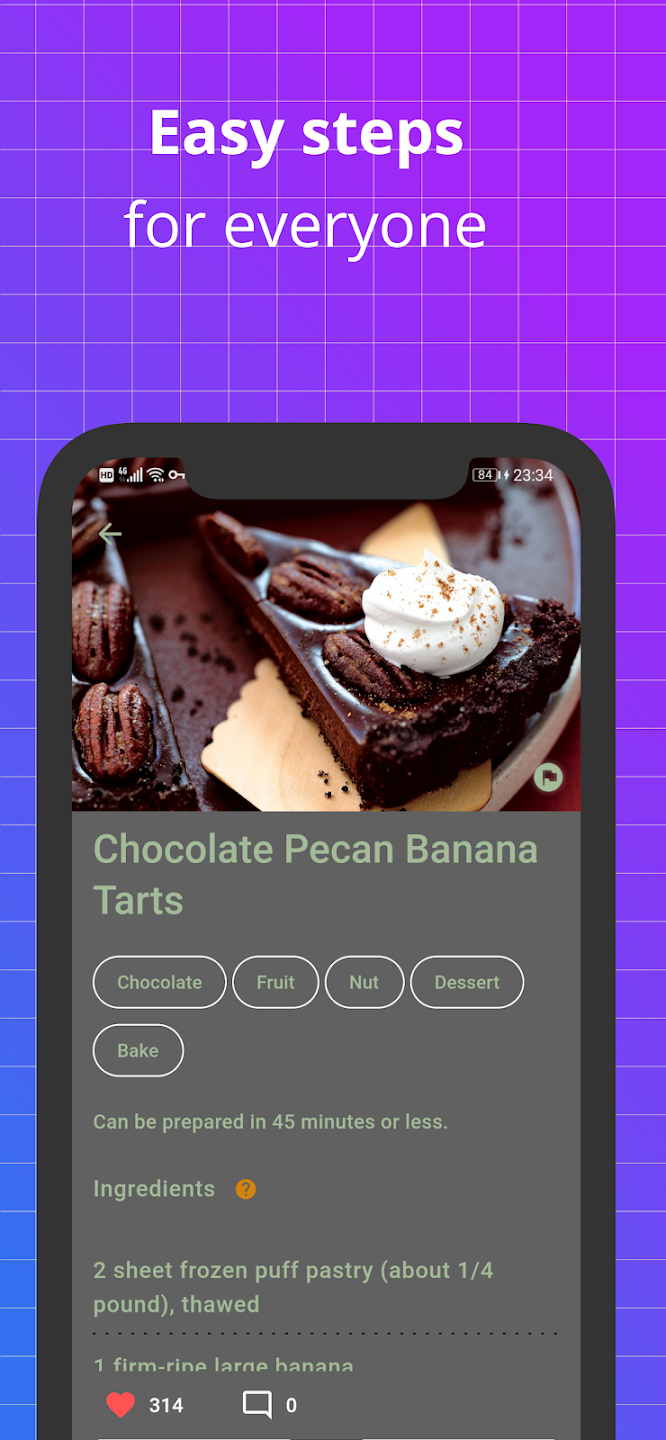 Easy steps
for everyone
HD 4G 84 23:34
Chocolate Pecan Banana
Tarts
Chocolate Fruit Nut Dessert
Bake
Can be prepared in 45 minutes or less.
Ingredients ?
2 sheet frozen puff pastry (about 1/4
pound), thawed
1 firm-ripe large banana
314 0